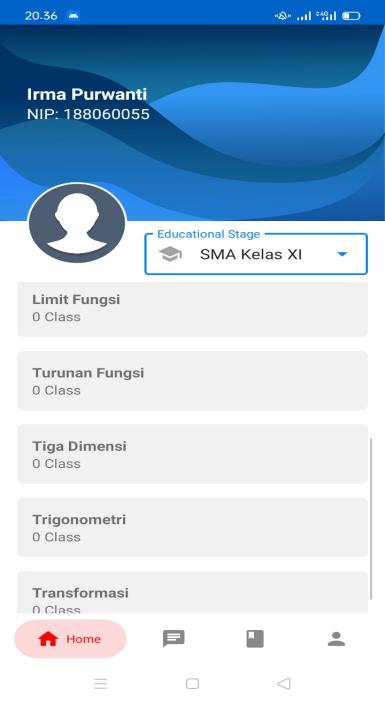 20.36
4G
Irma Purwanti
NIP: 188060055
Educational Stage
SMA Kelas XI
Limit Fungsi
0 Class
Turunan Fungsi
0 Class
Tiga Dimensi
0 Class
Trigonometri
0 Class
Transformasi
0 Class
Home